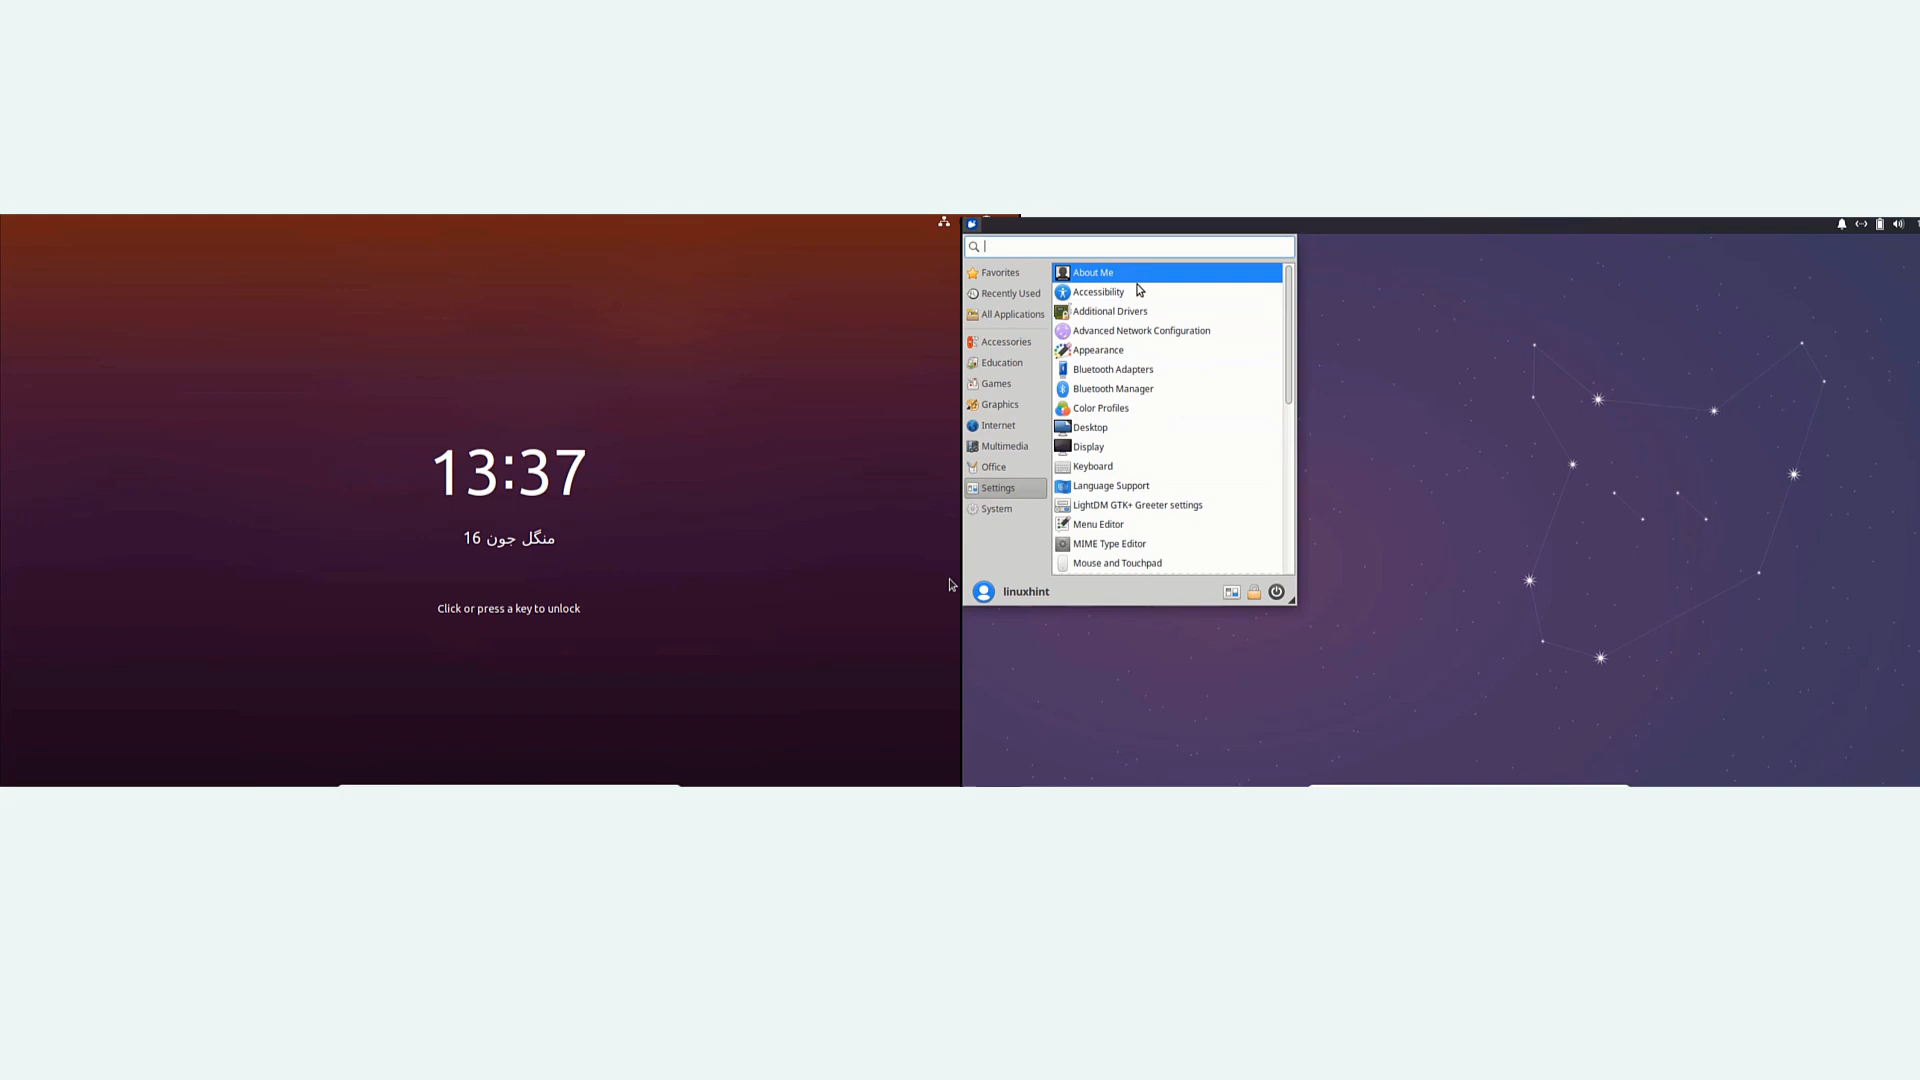 13:37
منگل جون 16
Click or press a key to unlock
Favorites
Recently Used
All Applications
Accessories
Education
Games
Graphics
Internet
Multimedia
Office
Settings
System
About Me
Accessibility
Additional Drivers
Advanced Network Configuration
Appearance
Bluetooth Adapters
Bluetooth Manager
Color Profiles
Desktop
Display
Keyboard
Language Support
LightDM GTK+ Greeter settings
Menu Editor
MIME Type Editor
Mouse and Touchpad
linuxhint